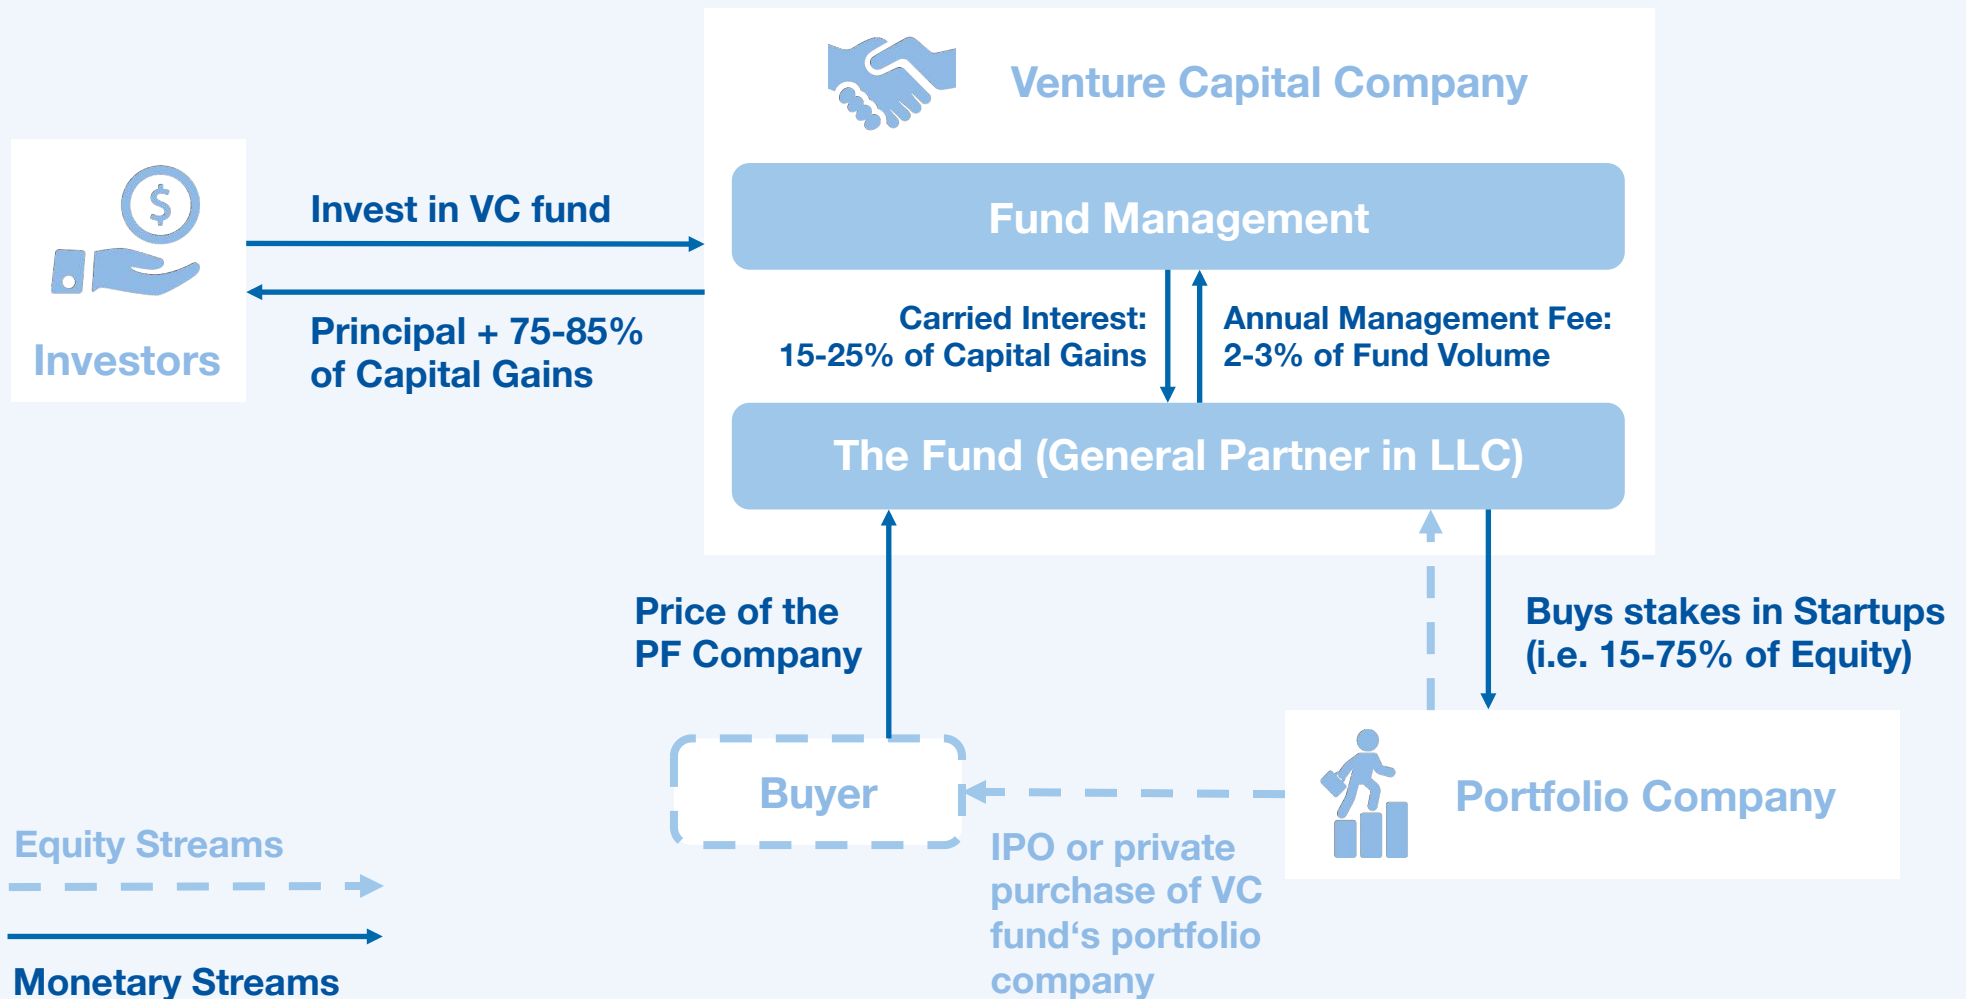 Venture Capital Company
Fund Management
Invest in VC fund
$
Principal + 75-85%
of Capital Gains
Investors
Carried Interest:
15-25% of Capital Gains
Annual Management Fee:
2-3% of Fund Volume
The Fund (General Partner in LLC)
Price of the
PF Company
Buys stakes in Startups
(i.e. 15-75% of Equity)
Buyer
Portfolio Company
IPO or private
purchase of VC
fund‘s portfolio
company
Equity Streams
Monetary Streams